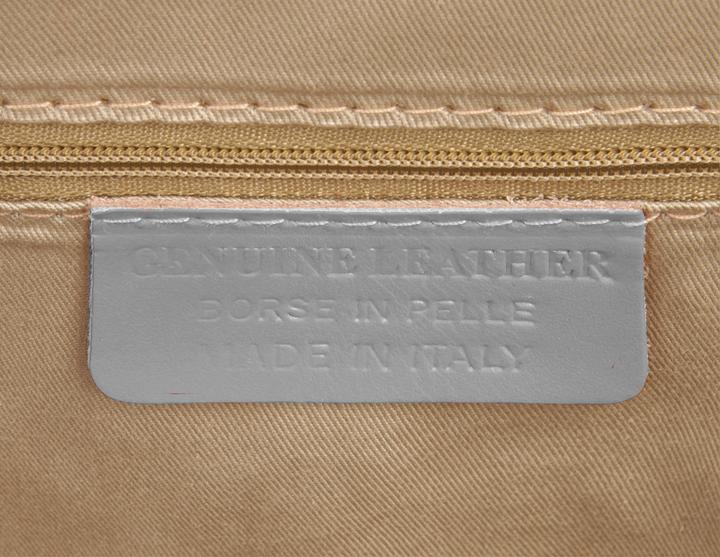 GENUINE LEATHER
BORSE IN PELLE
MADE IN ITALY